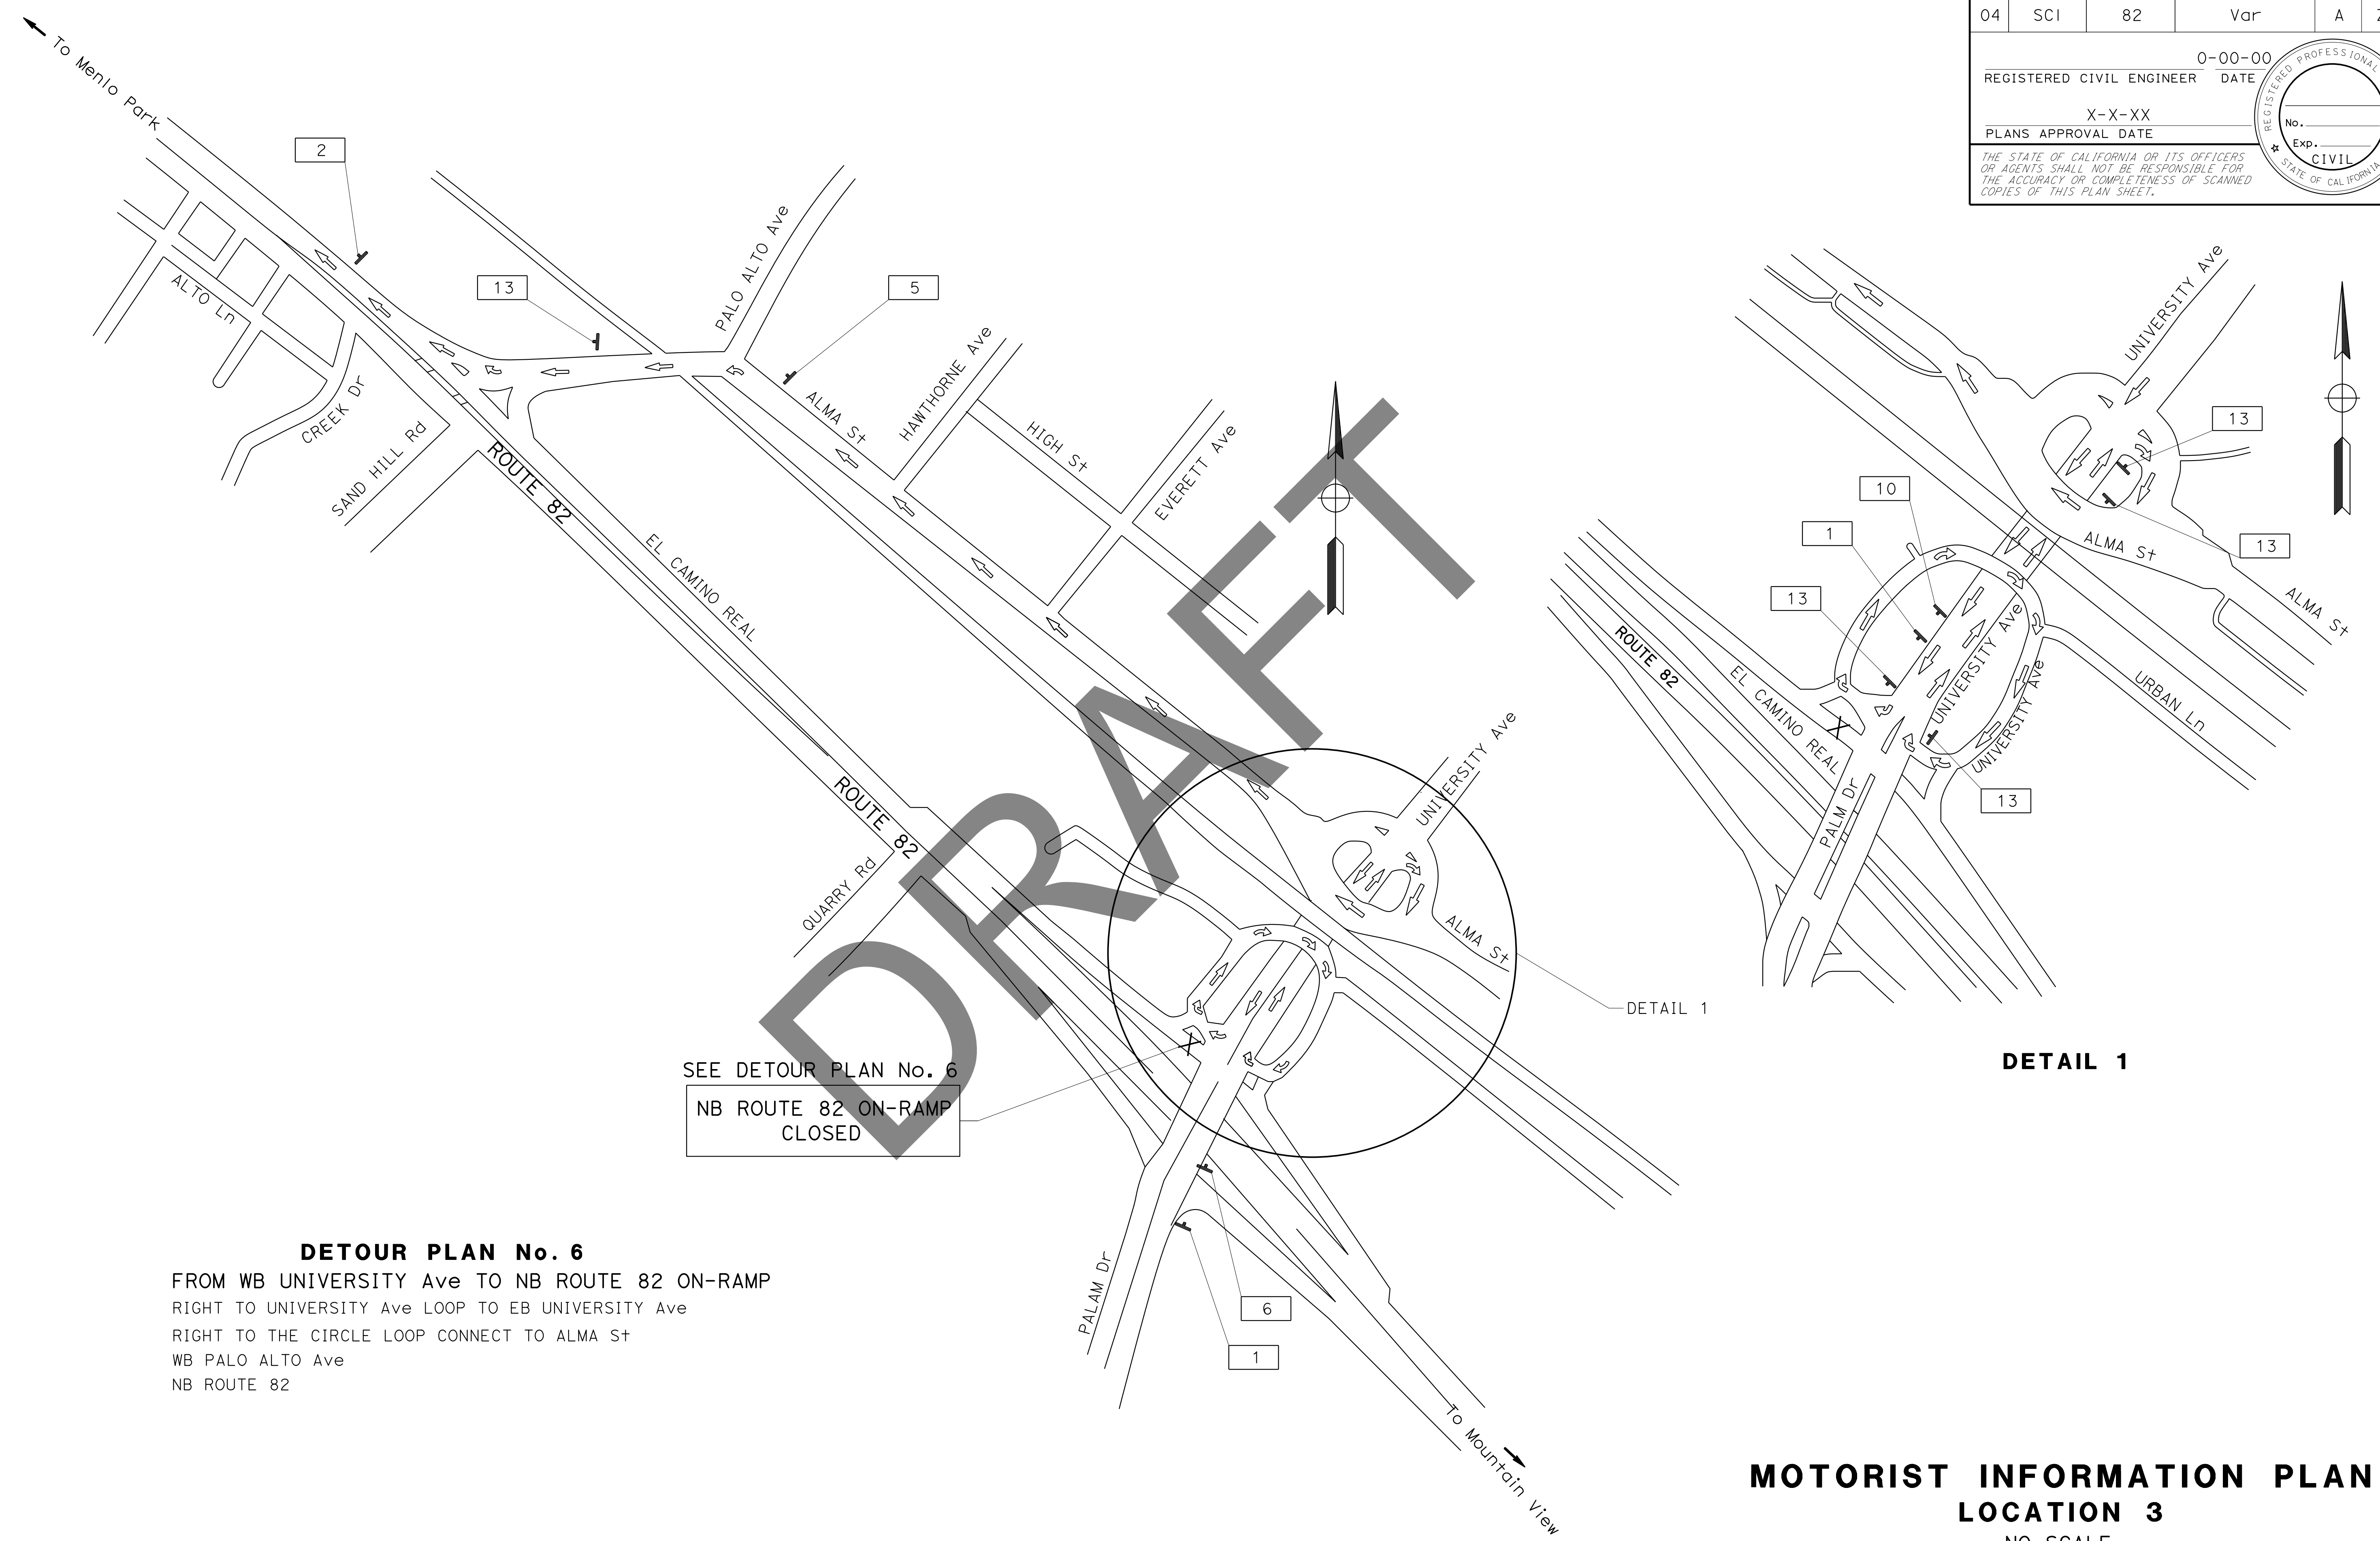 04 SCl 82 Var A
0-00-00
REGISTERED CIVIL ENGINEER DATE
X-X-XX
PLANS APPROVAL DATE
THE STATE OF CALIFORNIA OR ITS OFFICERS
OR AGENTS SHALL NOT BE RESPONSIBLE FOR
THE ACCURACY OR COMPLETENESS OF SCANNED
COPIES OF THIS PLAN SHEET.
REGISTERED PROFESSIONAL
No.
Exp.
CIVIL
STATE OF CALIFORNIA
To Menlo Park
2
13
5
PALO ALTO Ave
ALTO Ln
CREEK Dr
SAND HILL Rd
ROUTE 82
ALMA St
HAWTHORNE Ave
HIGH St
EVERETT Ave
EL CAMINO REAL
ROUTE 82
QUARRY Rd
UNIVERSITY Ave
ALMA St
DETAIL 1
DRAFT
SEE DETOUR PLAN No. 6
NB ROUTE 82 ON-RAMP
CLOSED
PALAM Dr
6
1
To Mountain View
UNIVERSITY Ave
13
10
1
13
13
ALMA St
ALMA St
ROUTE 82
EL CAMINO REAL
UNIVERSITY Ave
UNIVERSITY Ave
URBAN Ln
PALM Dr
13
DETAIL 1
DETOUR PLAN No. 6
FROM WB UNIVERSITY Ave TO NB ROUTE 82 ON-RAMP
RIGHT TO UNIVERSITY Ave LOOP TO EB UNIVERSITY Ave
RIGHT TO THE CIRCLE LOOP CONNECT TO ALMA St
WB PALO ALTO Ave
NB ROUTE 82
MOTORIST INFORMATION PLAN
LOCATION 3
NO SCALE